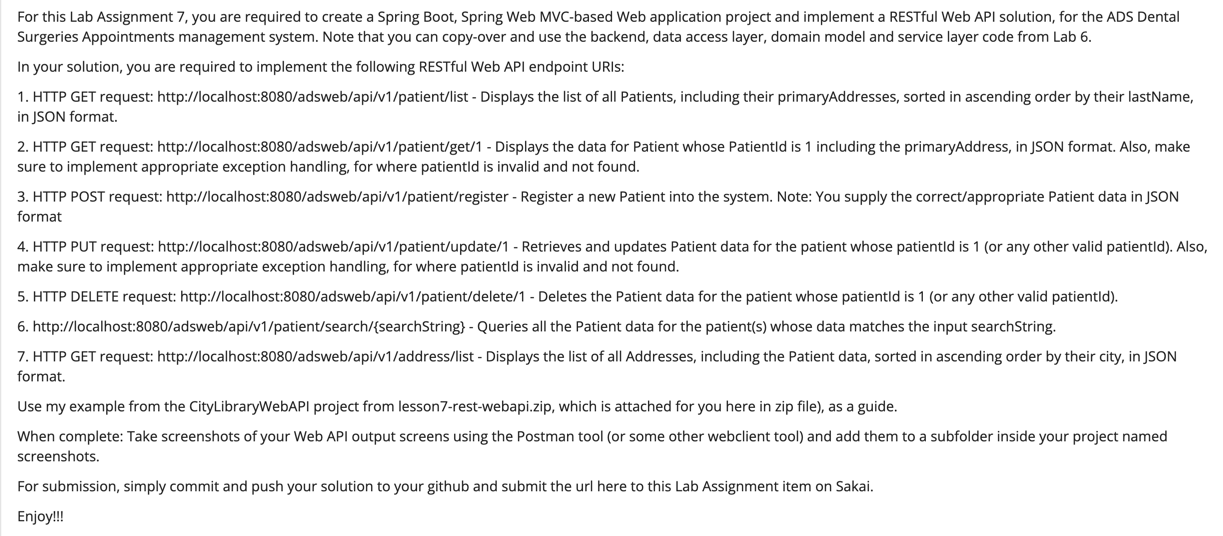 For this Lab Assignment 7, you are required to create a Spring Boot, Spring Web MVC-based Web application project and implement a RESTful Web API solution, for the ADS Dental
Surgeries Appointments management system. Note that you can copy-over and use the backend, data access layer, domain model and service layer code from Lab 6.
In your solution, you are required to implement the following RESTful Web API endpoint URIs:
1. HTTP GET request: http://localhost:8080/adsweb/api/v1/patient/list - Displays the list of all Patients, including their primaryAddresses, sorted in ascending order by their lastName,
in JSON format.
2. HTTP GET request: http://localhost:8080/adsweb/api/v1/patient/get/1 - Displays the data for Patient whose PatientId is 1 including the primaryAddress, in JSON format. Also, make
sure to implement appropriate exception handling, for where patientId is invalid and not found.
3. HTTP POST request: http://localhost:8080/adsweb/api/v1/patient/register - Register a new Patient into the system. Note: You supply the correct/appropriate Patient data in JSON
format
4. HTTP PUT request: http://localhost:8080/adsweb/api/v1/patient/update/1 - Retrieves and updates Patient data for the patient whose patientId is 1 (or any other valid patientId). Also,
make sure to implement appropriate exception handling, for where patientId is invalid and not found.
5. HTTP DELETE request: http://localhost:8080/adsweb/api/v1/patient/delete/1 - Deletes the Patient data for the patient whose patientId is 1 (or any other valid patientId).
6. http://localhost:8080/adsweb/api/v1/patient/search/{searchString} - Queries all the Patient data for the patient(s) whose data matches the input searchString.
7. HTTP GET request: http://localhost:8080/adsweb/api/v1/address/list - Displays the list of all Addresses, including the Patient data, sorted in ascending order by their city, in JSON
format.
Use my example from the CityLibraryWebAPI project from lesson7-rest-webapi.zip, which is attached for you here in zip file), as a guide.
When complete: Take screenshots of your Web API output screens using the Postman tool (or some other webclient tool) and add them to a subfolder inside your project named
screenshots.
For submission, simply commit and push your solution to your github and submit the url here to this Lab Assignment item on Sakai.
Enjoy!!!